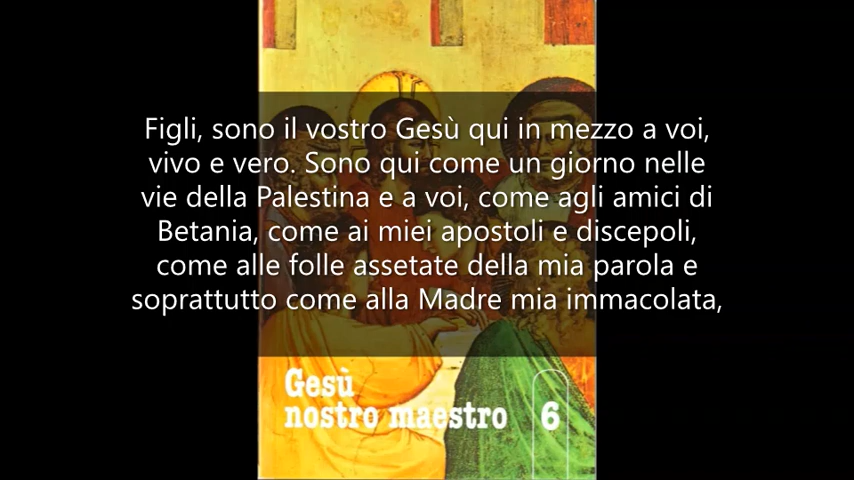 Figli, sono il vostro Gesù qui in mezzo a voi,
vivo e vero. Sono qui come un giorno nelle
vie della Palestina e a voi, come agli amici di
Betania, come ai miei apostoli e discepoli,
come alle folle assetate della mia parola e
soprattutto come alla Madre mia immacolata,
Gesù
nostro maestro 6